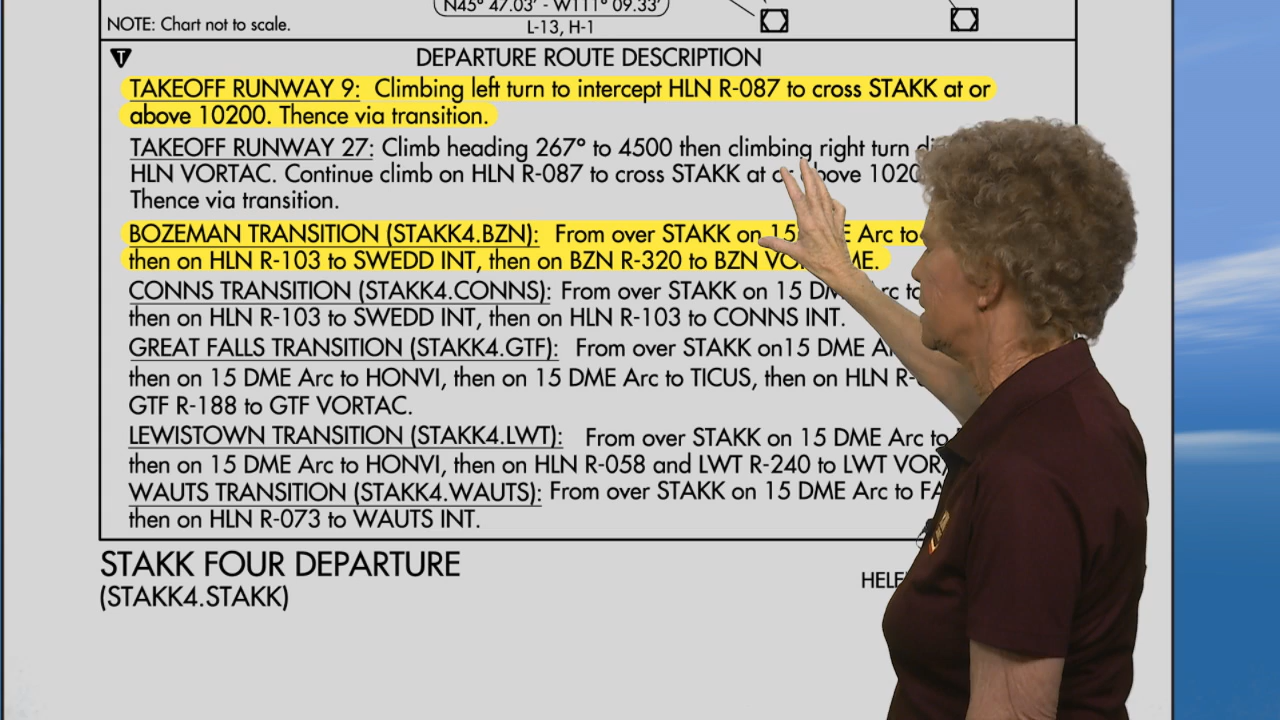 N45° 47.03' - W111° 09.33'
NOTE: Chart not to scale.
L-13, H-1
T
DEPARTURE ROUTE DESCRIPTION
TAKEOFF RUNWAY 9: Climbing left turn to intercept HLN R-087 to cross STAKK at or
above 10200. Thence via transition.
TAKEOFF RUNWAY 27: Climb heading 267° to 4500 then climbing right turn
HLN VORTAC. Continue climb on HLN R-087 to cross STAKK at or above 1020
Thence via transition.
BOZEMAN TRANSITION (STAKK4.BZN): From over STAKK on 15 Arc to
then on HLN R-103 to SWEDD INT, then on BZN R-320 to BZN
CONNS TRANSITION (STAKK4.CONNS): From over STAKK on 15 Arc to
then on HLN R-103 to SWEDD INT, then on HLN R-103 to CONNS INT.
GREAT FALLS TRANSITION (STAKK4.GTF): From over STAKK on15 DME
then on 15 DME Arc to HONVI, then on 15 DME Arc to TICUS, then on HLN
GTF R-188 to GTF VORTAC.
LEWISTOWN TRANSITION (STAKK4.LWT): From over STAKK on 15 DME Arc to
then on 15 DME Arc to HONVI, then on HLN R-058 and LWT R-240 to LWT
WAUTS TRANSITION (STAKK4.WAUTS): From over STAKK on 15 DME Arc to
then on HLN R-073 to WAUTS INT.
STAKK FOUR DEPARTURE
(STAKK4.STAKK)